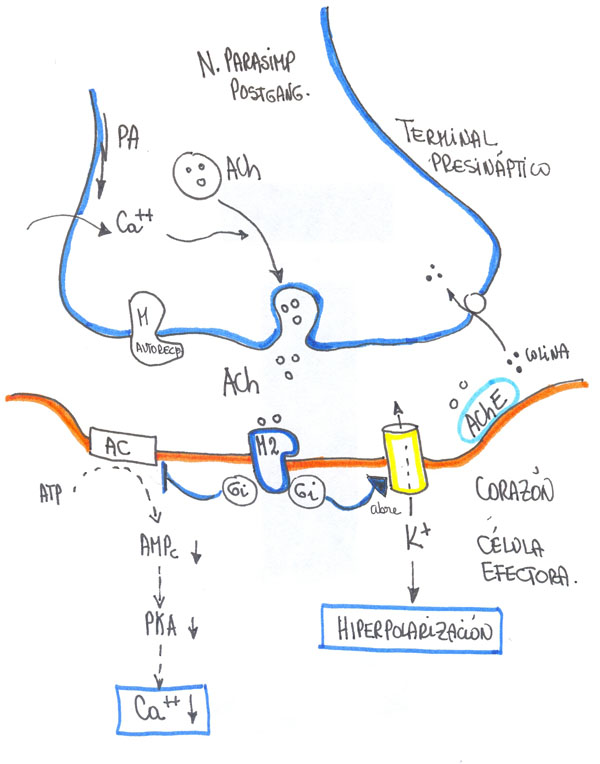 N. PARASIMP
POSTGANG.
TERMINAL
PRESINÁPTICO
PA
ACh
Ca++
M
AUTORECP
ACh
COLINA
AChE
AC
M2
Gi
Gi
abre
ATP
AMPc ↓
K+
CORAZÓN
CÉLULA
EFECTORA.
PKA ↓
HIPERPOLARIZACIÓN
Ca++ ↓